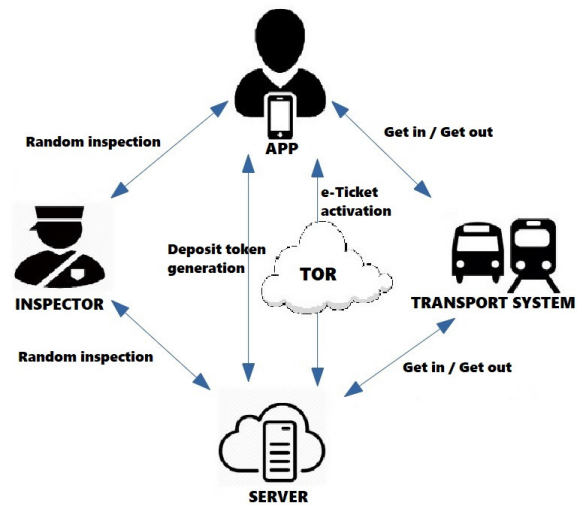 APP
Random inspection
Get in / Get out
e-Ticket
activation
Deposit token
generation
TOR
INSPECTOR
TRANSPORT SYSTEM
Random inspection
Get in / Get out
SERVER